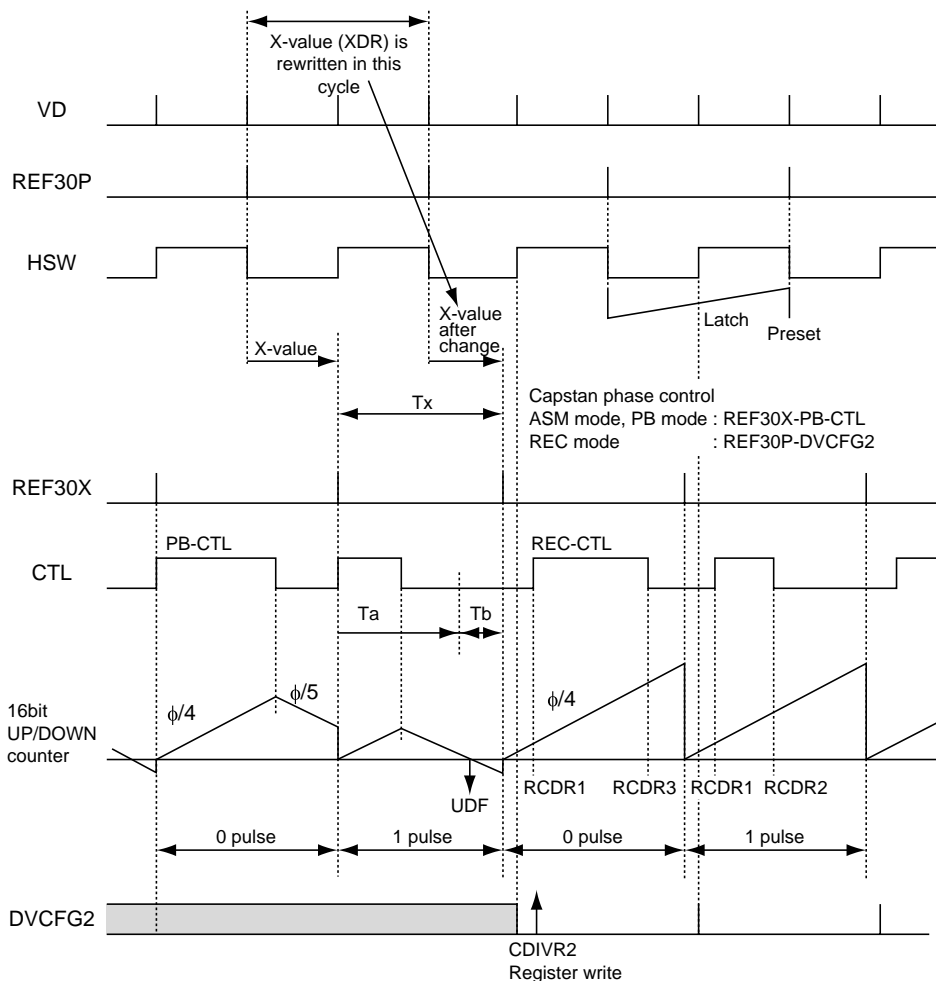 X-value (XDR) is
rewritten in this
cycle
VD
REF30P
HSW
Latch
Preset
X-value
X-value
after
change
Tx
Capstan phase control
ASM mode, PB mode : REF30X-PB-CTL
REC mode : REF30P-DVCFG2
REF30X
PB-CTL
REC-CTL
CTL
Ta
Tb
ϕ/4
ϕ/5
ϕ/4
16bit
UP/DOWN
counter
UDF
RCDR1
RCDR3
RCDR1
RCDR2
0 pulse
1 pulse
0 pulse
1 pulse
DVCFG2
CDIVR2
Register write